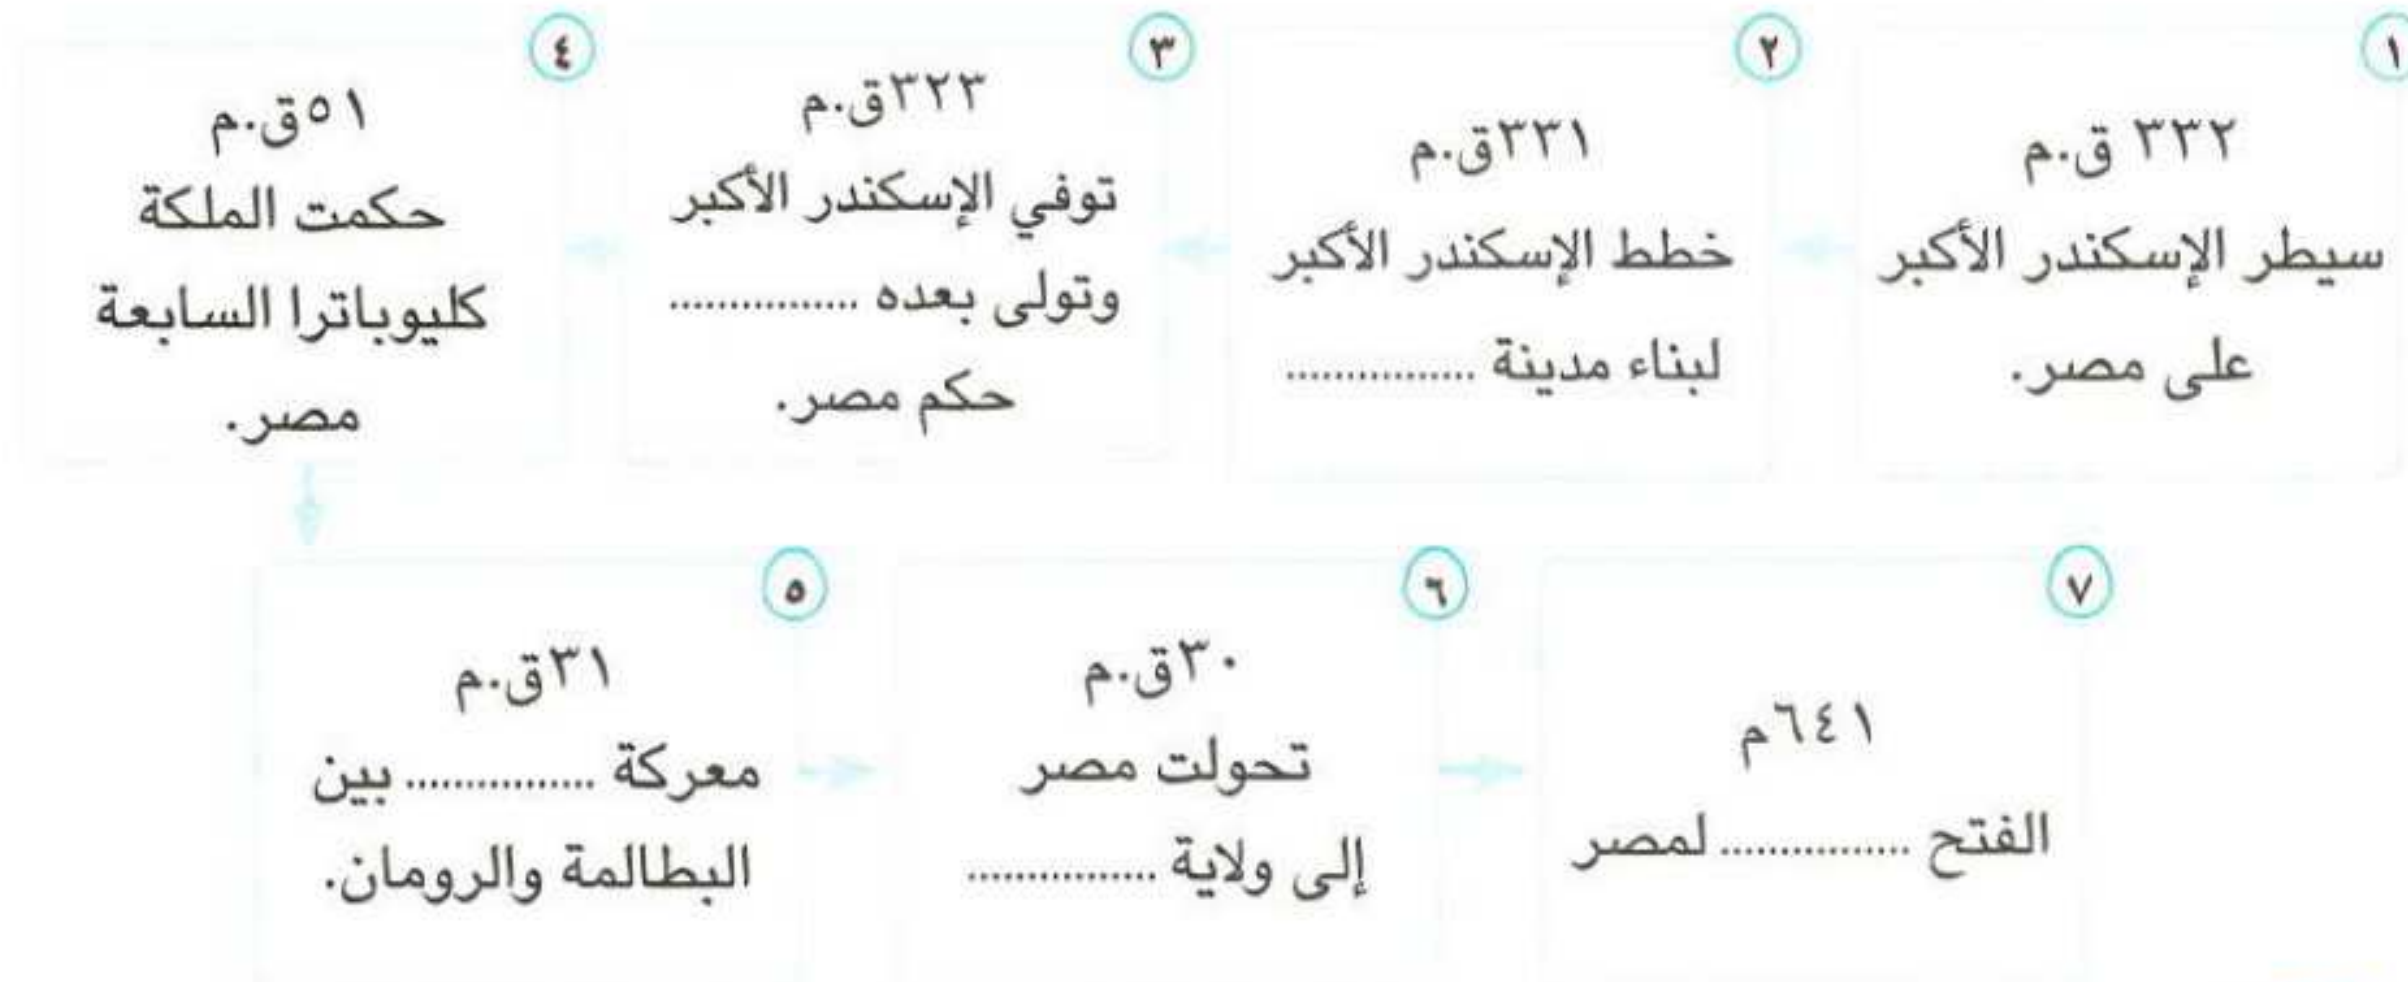 ١
٣٣٢ ق.م
سيطر الإسكندر الأكبر
على مصر.
٢
٣٣١ق.م
خطط الإسكندر الأكبر
لبناء مدينة ................
٣
٣٢٣ق.م
توفي الإسكندر الأكبر
وتولى بعده ................
حكم مصر.
٤
٥١ق.م
حكمت الملكة
كليوباترا السابعة
مصر.
٥
٣١ق.م
معركة ................ بين
البطالمة والرومان.
٦
٣٠ق.م
تحولت مصر
إلى ولاية ................
٧
٦٤١م
الفتح ................ لمصر